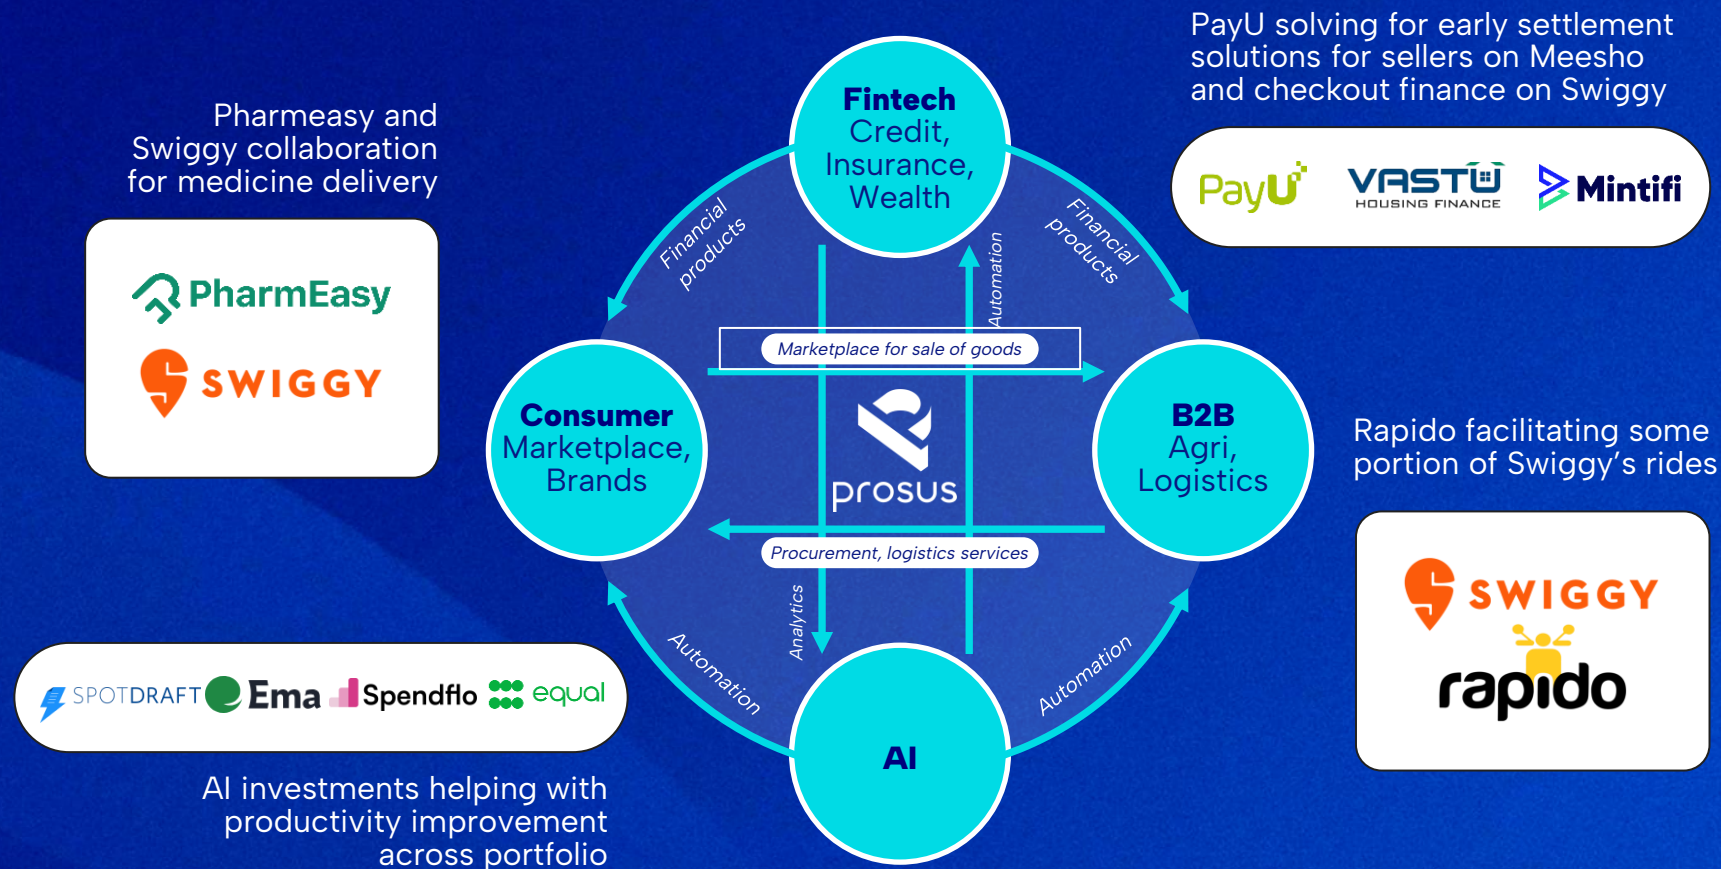 PayU solving for early settlement
solutions for sellers on Meesho
and checkout finance on Swiggy
PayU
VASTU
HOUSING FINANCE
Mintifi
Pharmeasy and
Swiggy collaboration
for medicine delivery
PharmEasy
SWIGGY
Fintech
Credit,
Insurance,
Wealth
Financial
products
Financial
products
Automation
Marketplace for sale of goods
Consumer
Marketplace,
Brands
prosus
B2B
Agri,
Logistics
Procurement, logistics services
Analytics
Automation
Automation
AI
Rapido facilitating some
portion of Swiggy’s rides
SWIGGY
rapido
SPOTDRAFT
Ema
Spendflo
equal
AI investments helping with
productivity improvement
across portfolio